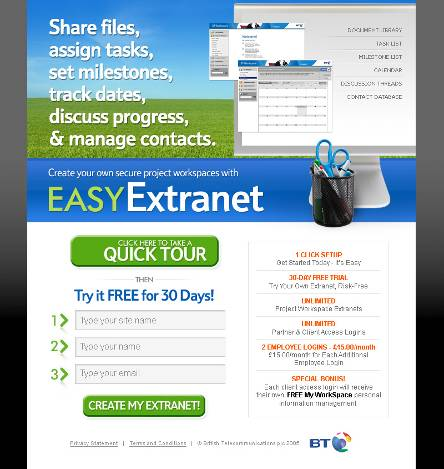 Share files,
assign tasks,
set milestones,
track dates,
discuss progress,
& manage contacts.
DOCUMENT LIBRARY
TASK LIST
MILESTONE LIST
CALENDAR
DISCUSSION THREADS
CONTACT DATABASE
Create your own secure project workspaces with
EASYExtranet
CLICK HERE TO TAKE A
QUICK TOUR
THEN
Try it FREE for 30 Days!
1 Type your site name
2 Type your name
3 Type your email
CREATE MY EXTRANET!
1 CLICK SETUP
Get Started Today - It's Easy
30-DAY FREE TRIAL
Try Your Own Extranet, Risk-Free
UNLIMITED
Project Workspace Extranets
UNLIMITED
Partner & Client Access Logins
2 EMPLOYEE LOGINS - £15.00/month
£15.00/month for Each Additional
Employee Login
SPECIAL BONUS!
Each client access login will receive
their own FREE My WorkSpace personal
information management
Privacy Statement | Terms and Conditions | © British Telecommunications plc 2006
BT